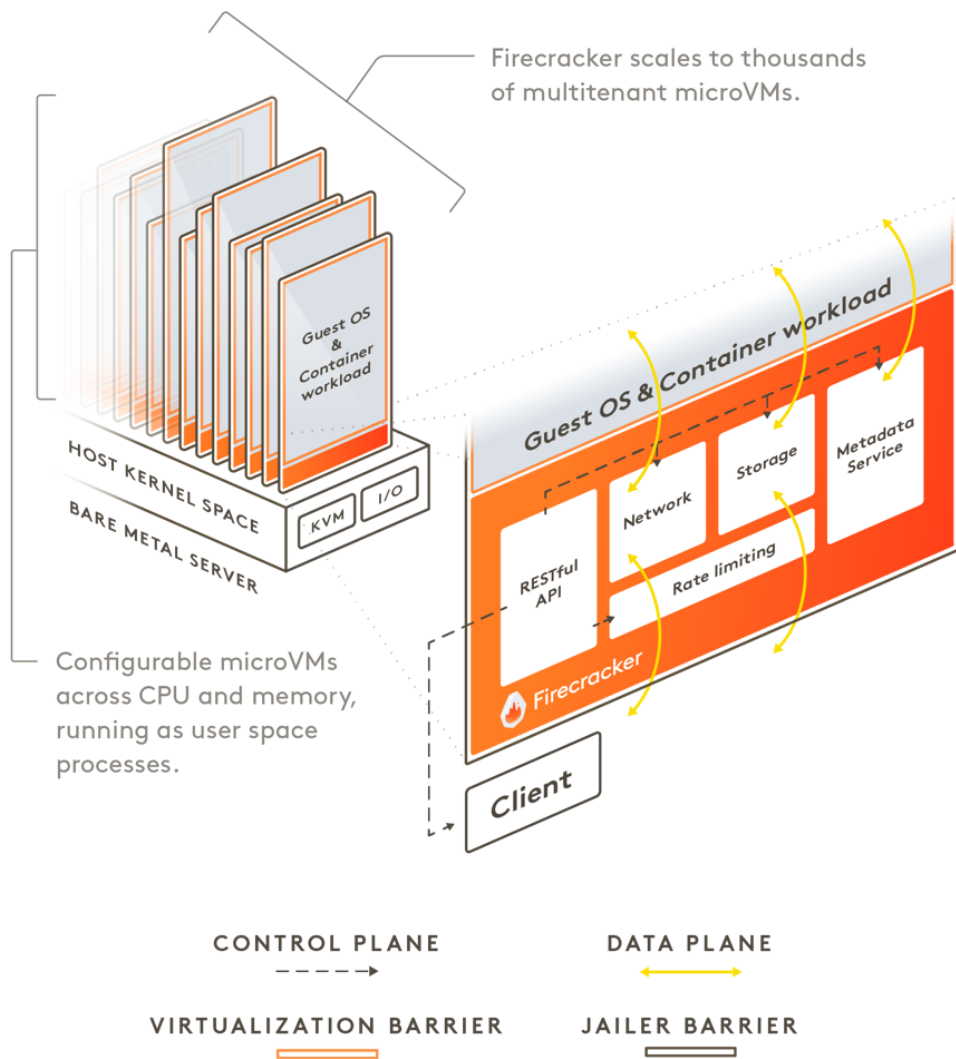 Firecracker scales to thousands
of multitenant microVMs.
Guest OS
&
Container
workload
HOST KERNEL SPACE
KVM
I/O
BARE METAL SERVER
Configurable microVMs
across CPU and memory,
running as user space
processes.
Guest OS & Container workload
RESTful
API
Network
Storage
Metadata
Service
Rate limiting
Firecracker
Client
CONTROL PLANE
DATA PLANE
VIRTUALIZATION BARRIER
JAILER BARRIER